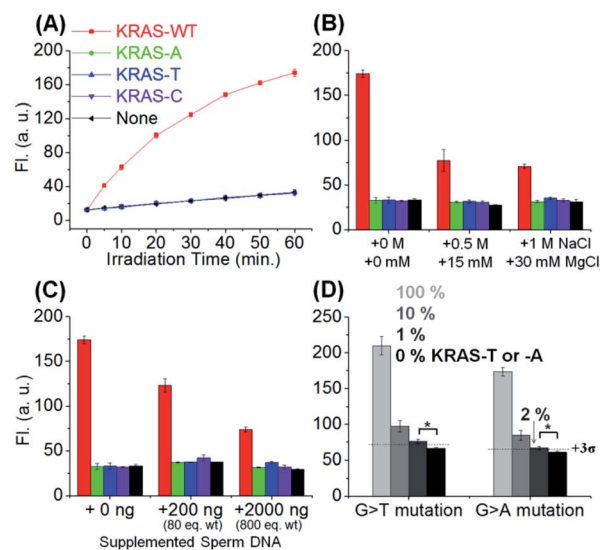 (A)
KRAS-WT
KRAS-A
KRAS-T
KRAS-C
None
Fl. (a. u.)
200
160
120
80
40
0
0 10 20 30 40 50 60
Irradiation Time (min.)
(B)
200
150
100
50
0
+0 M +0.5 M +1 M NaCl
+0 mM +15 mM +30 mM MgCl₂
(C)
Fl. (a. u.)
200
150
100
50
0
+ 0 ng +200 ng +2000 ng
(80 eq. wt) (800 eq. wt)
Supplemented Sperm DNA
(D)
100 %
10 %
1 %
0 % KRAS-T or -A
250
200
150
100
50
0
*
2 %
*
+3σ
G>T mutation G>A mutation